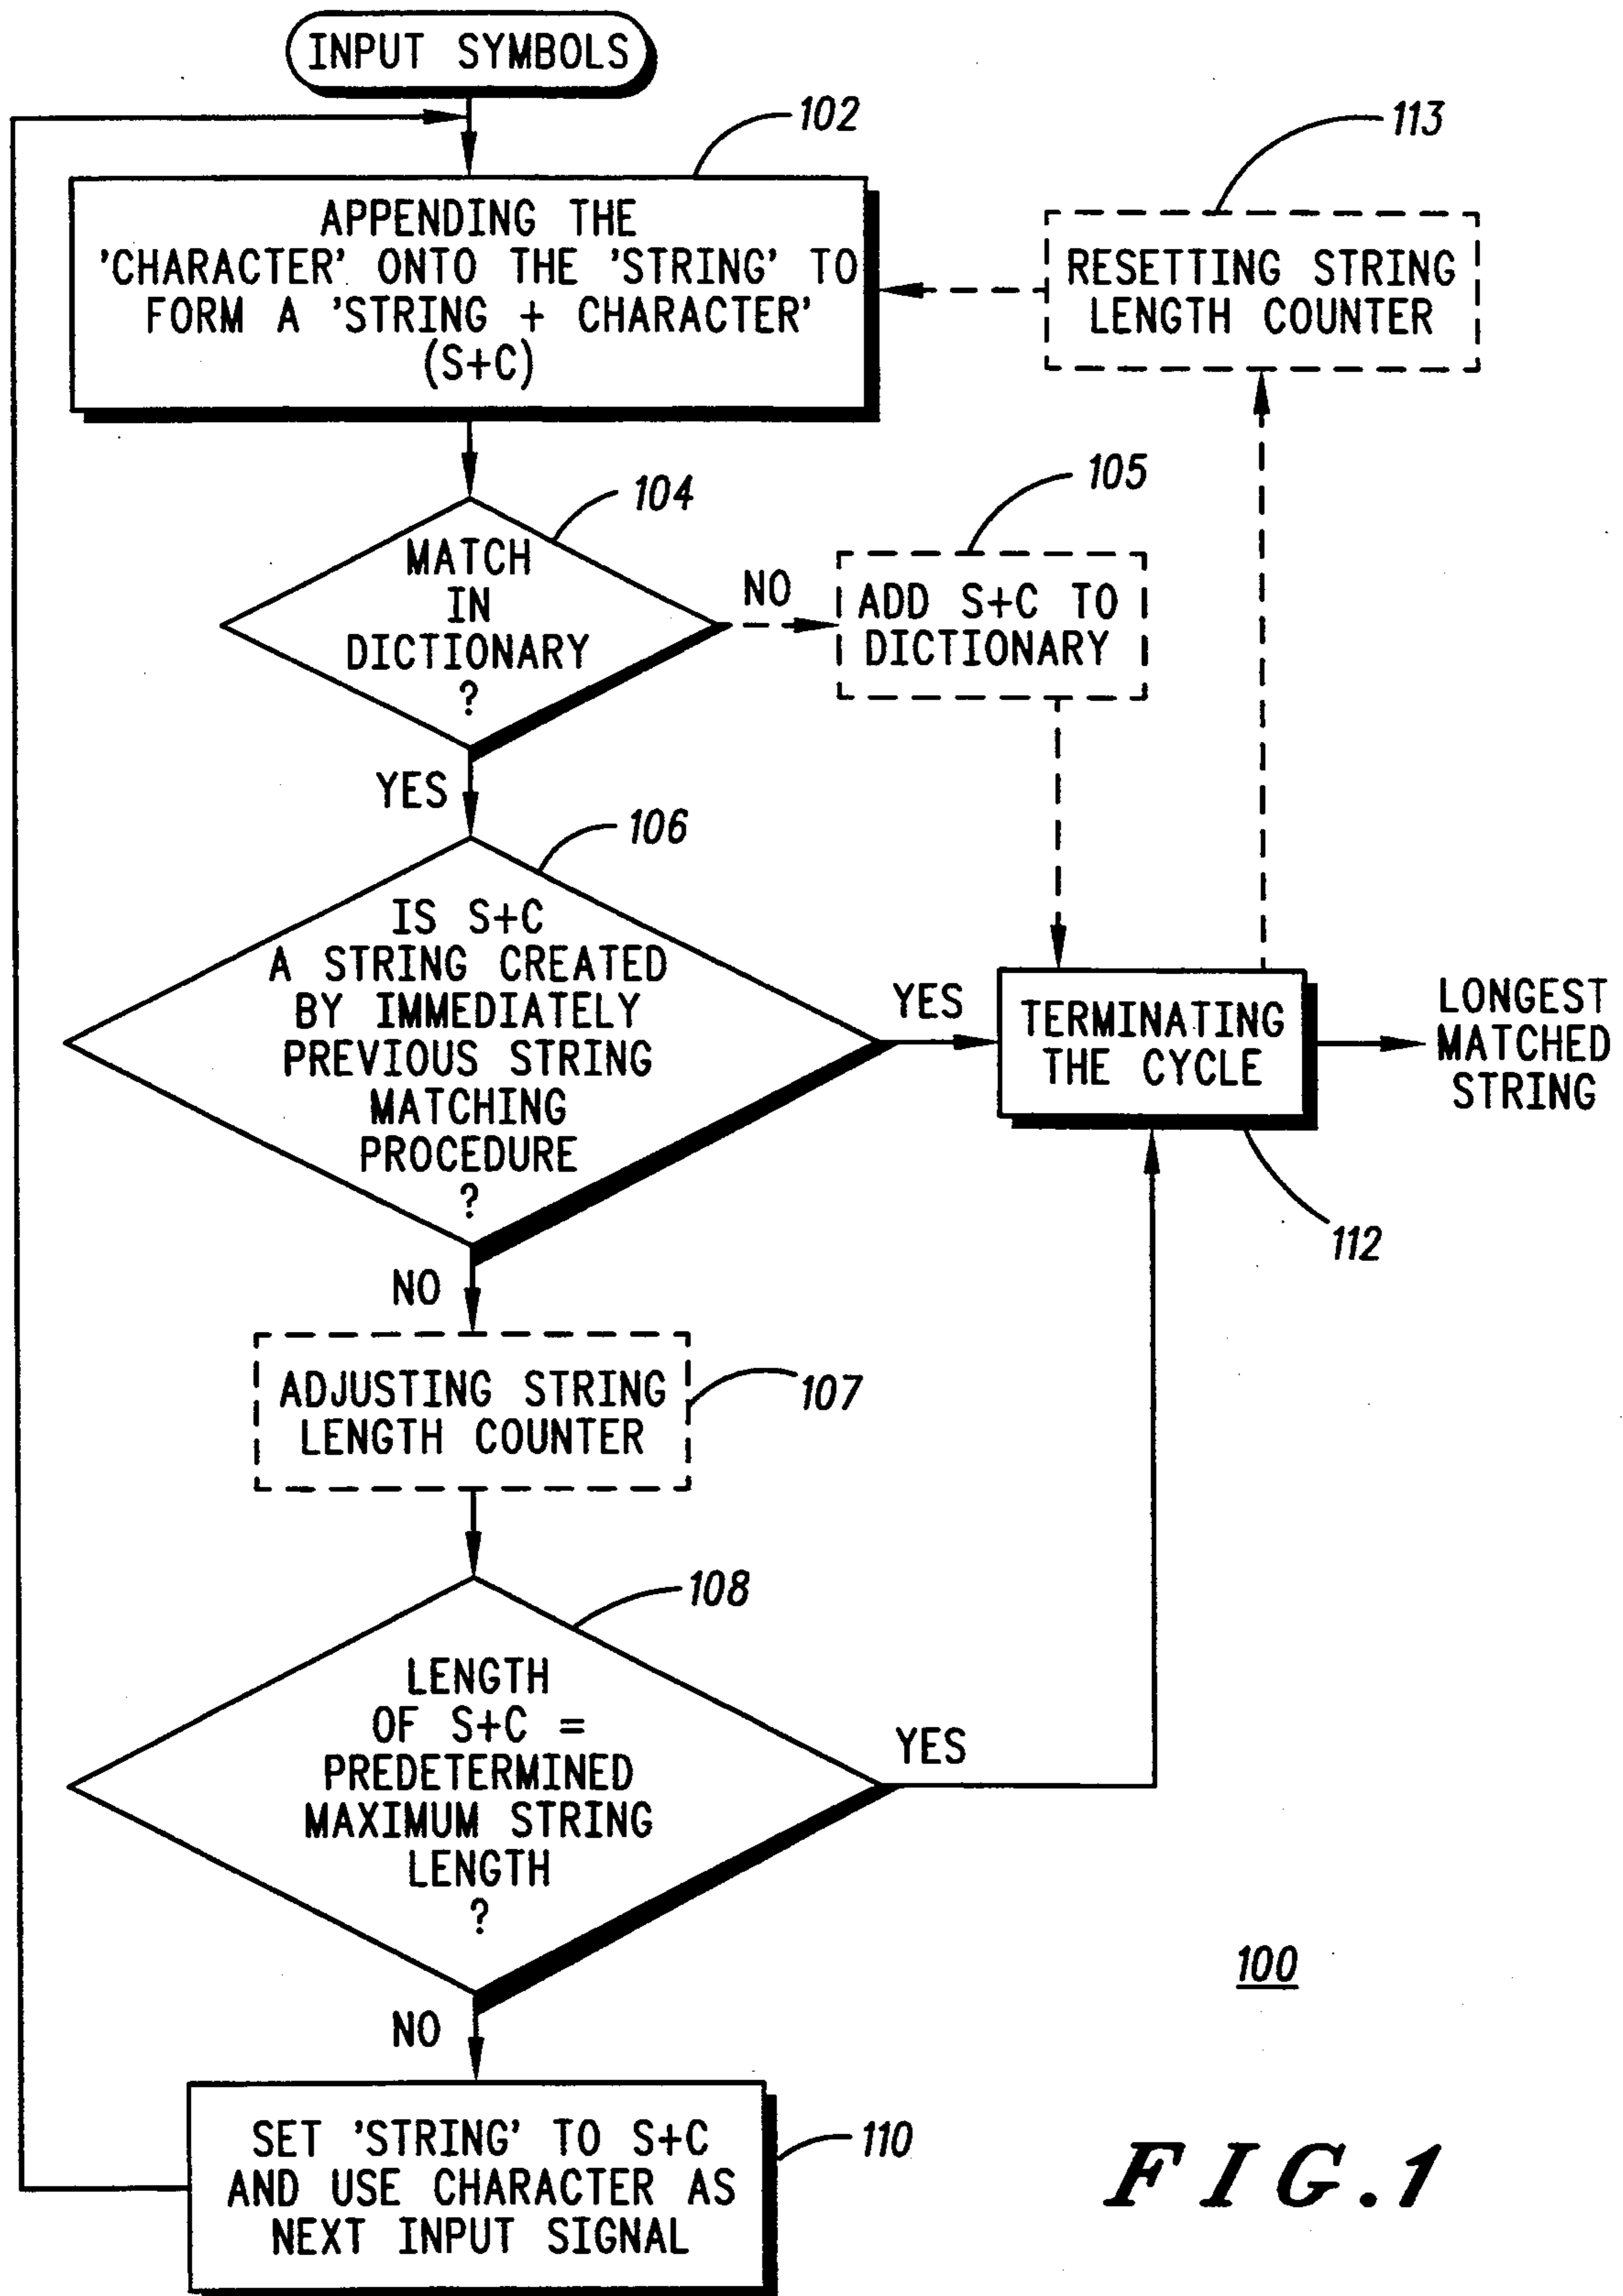 INPUT SYMBOLS
102
113
APPENDING THE
'CHARACTER' ONTO THE 'STRING' TO
FORM A 'STRING + CHARACTER'
(S+C)
RESETTING STRING
LENGTH COUNTER
104
MATCH
IN
DICTIONARY
?
NO
105
ADD S+C TO
DICTIONARY
YES
106
IS S+C
A STRING CREATED
BY IMMEDIATELY
PREVIOUS STRING
MATCHING
PROCEDURE
?
YES
TERMINATING
THE CYCLE
LONGEST
MATCHED
STRING
112
NO
ADJUSTING STRING
LENGTH COUNTER
107
108
LENGTH
OF S+C =
PREDETERMINED
MAXIMUM STRING
LENGTH
?
YES
100
NO
SET 'STRING' TO S+C
AND USE CHARACTER AS
NEXT INPUT SIGNAL
110
FIG.1